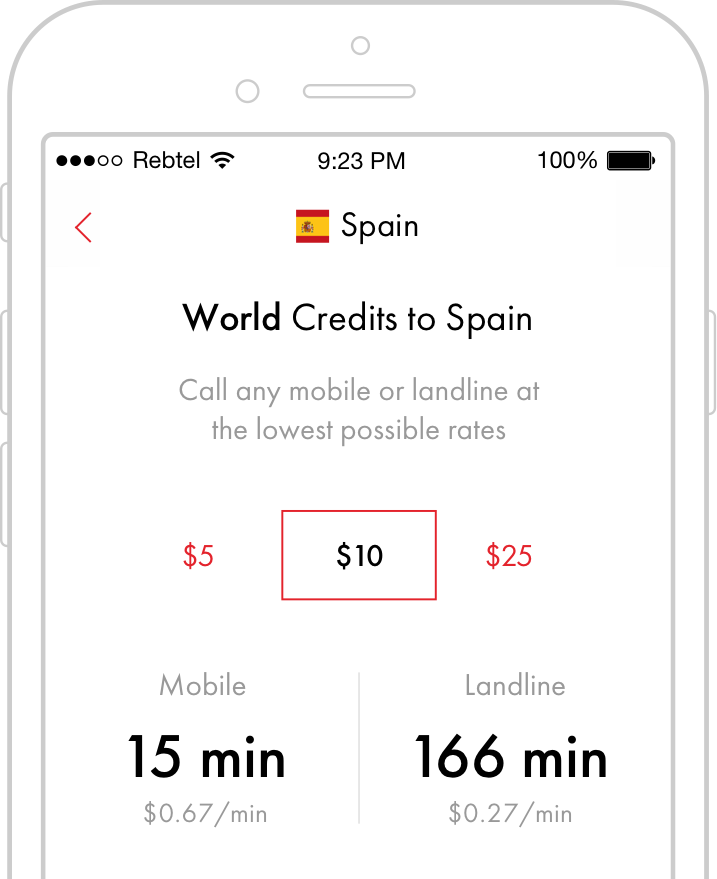 Rebtel 9:23 PM 100%
Spain
World Credits to Spain
Call any mobile or landline at
the lowest possible rates
$5 $10 $25
Mobile Landline
15 min 166 min
$0.67/min $0.27/min